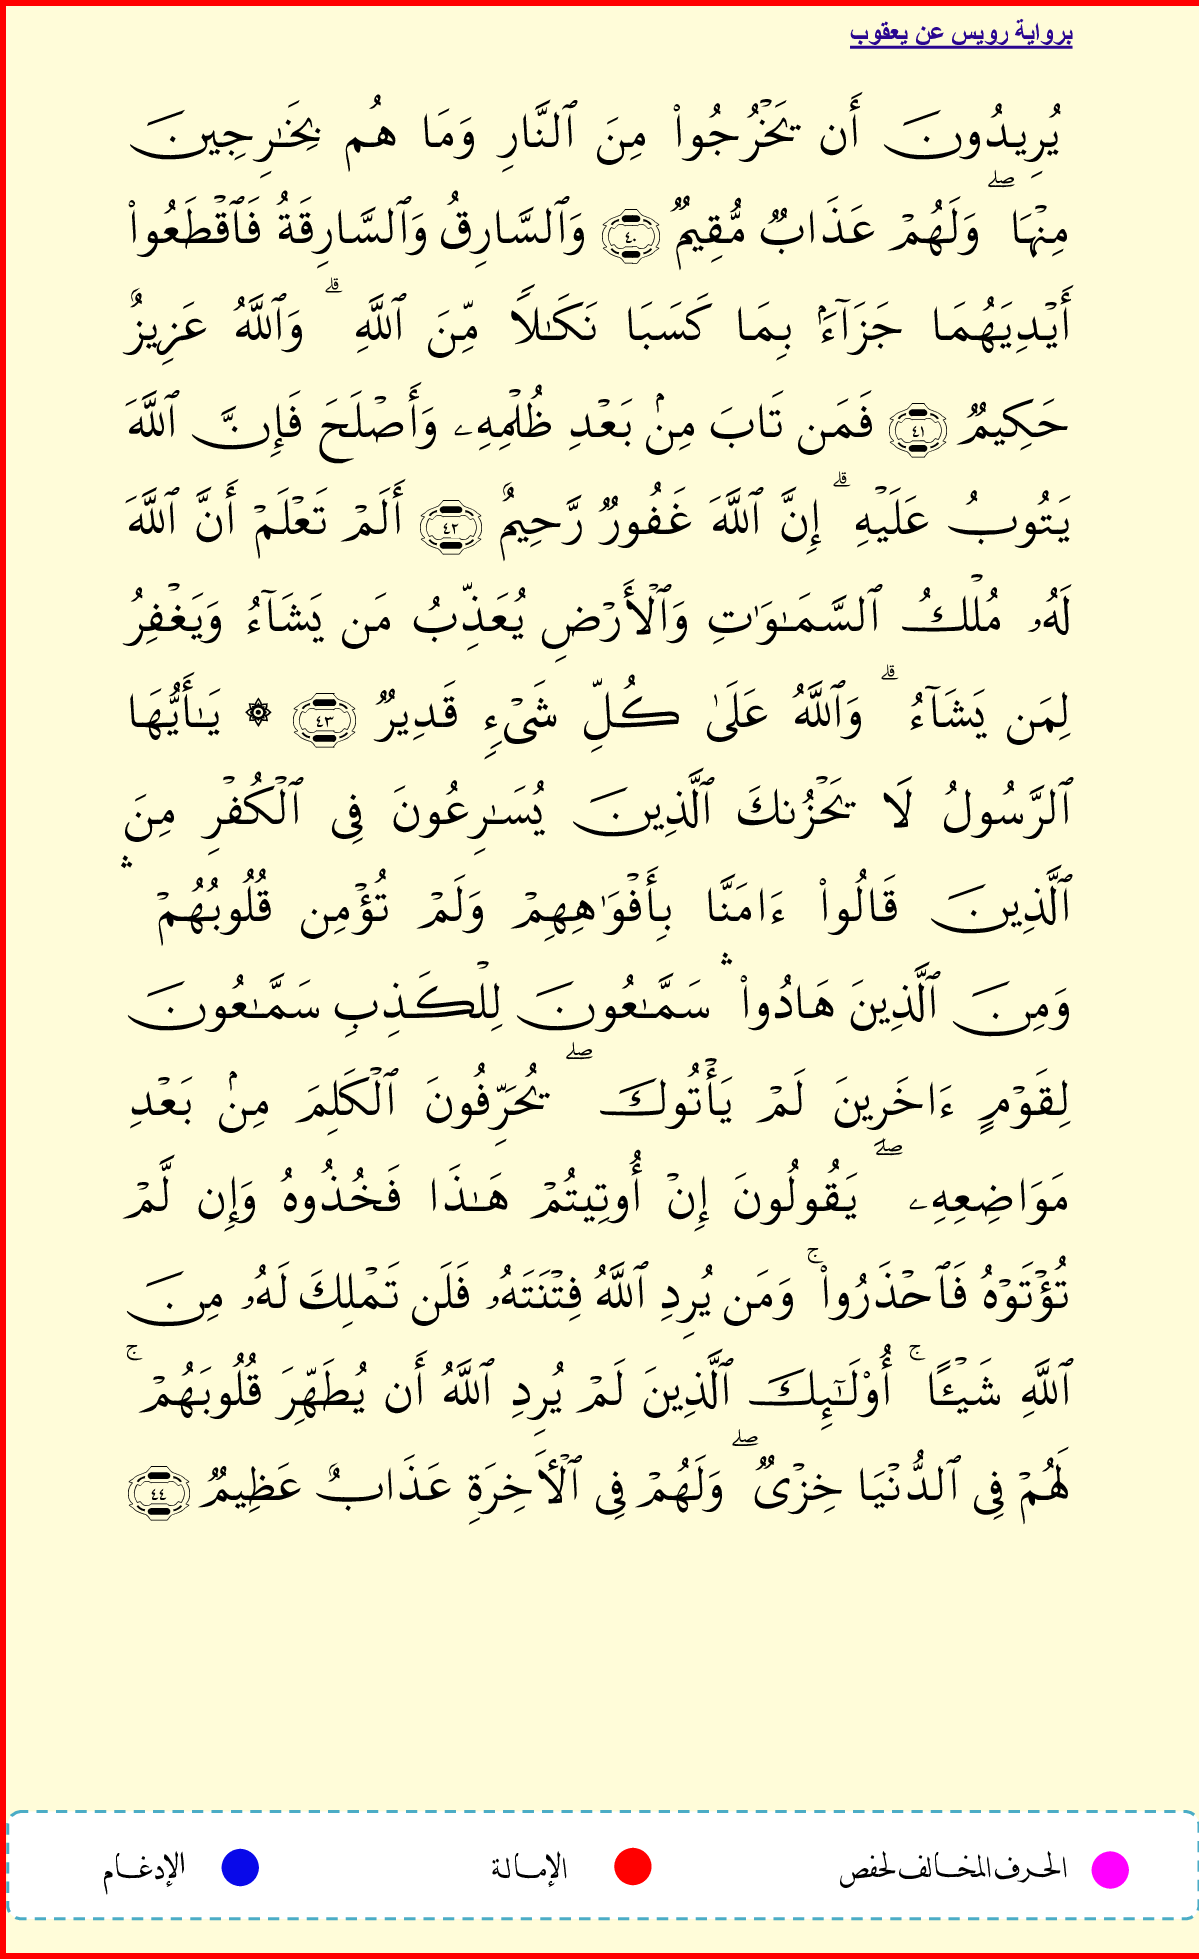 برواية رويس عن يعقوب
يُرِيدُونَ أَن يَخْرُجُوا۟ مِنَ ٱلنَّارِ وَمَا هُم بِخَـٰرِجِينَ
مِنْهَا ۖ وَلَهُمْ عَذَابٌ مُّقِيمٌ ٤٠ وَٱلسَّارِقُ وَٱلسَّارِقَةُ فَٱقْطَعُوا۟
أَيْدِيَهُمَا جَزَآءَۢ بِمَا كَسَبَا نَكَـٰلًا مِّنَ ٱللَّهِ ۗ وَٱللَّهُ عَزِيزٌ
حَكِيمٌ ٤١ فَمَن تَابَ مِنۢ بَعْدِ ظُلْمِهِۦ وَأَصْلَحَ فَإِنَّ ٱللَّهَ
يَتُوبُ عَلَيْهِ ۗ إِنَّ ٱللَّهَ غَفُورٌ رَّحِيمٌ ٤٢ أَلَمْ تَعْلَمْ أَنَّ ٱللَّهَ
لَهُۥ مُلْكُ ٱلسَّمَـٰوَٰتِ وَٱلْأَرْضِ يُعَذِّبُ مَن يَشَآءُ وَيَغْفِرُ
لِمَن يَشَآءُ ۗ وَٱللَّهُ عَلَىٰ كُلِّ شَىْءٍ قَدِيرٌ ٤٣ ۞ يَـٰٓأَيُّهَا
ٱلرَّسُولُ لَا يَحْزُنكَ ٱلَّذِينَ يُسَـٰرِعُونَ فِى ٱلْكُفْرِ مِنَ
ٱلَّذِينَ قَالُوا۟ ءَامَنَّا بِأَفْوَٰهِهِمْ وَلَمْ تُؤْمِن قُلُوبُهُمْ ۛ
وَمِنَ ٱلَّذِينَ هَادُوا۟ ۛ سَمَّـٰعُونَ لِلْكَذِبِ سَمَّـٰعُونَ
لِقَوْمٍ ءَاخَرِينَ لَمْ يَأْتُوكَ ۖ يُحَرِّفُونَ ٱلْكَلِمَ مِنۢ بَعْدِ
مَوَاضِعِهِۦ ۖ يَقُولُونَ إِنْ أُوتِيتُمْ هَـٰذَا فَخُذُوهُ وَإِن لَّمْ
تُؤْتَوْهُ فَٱحْذَرُوا۟ ۚ وَمَن يُرِدِ ٱللَّهُ فِتْنَتَهُۥ فَلَن تَمْلِكَ لَهُۥ مِنَ
ٱللَّهِ شَيْـًٔا ۚ أُو۟لَـٰٓئِكَ ٱلَّذِينَ لَمْ يُرِدِ ٱللَّهُ أَن يُطَهِّرَ قُلُوبَهُمْ ۚ
لَهُمْ فِى ٱلدُّنْيَا خِزْىٌ ۖ وَلَهُمْ فِى ٱلْـَٔاخِرَةِ عَذَابٌ عَظِيمٌ ٤٤
الحرف المخالف لحفص الإمالة الإدغام